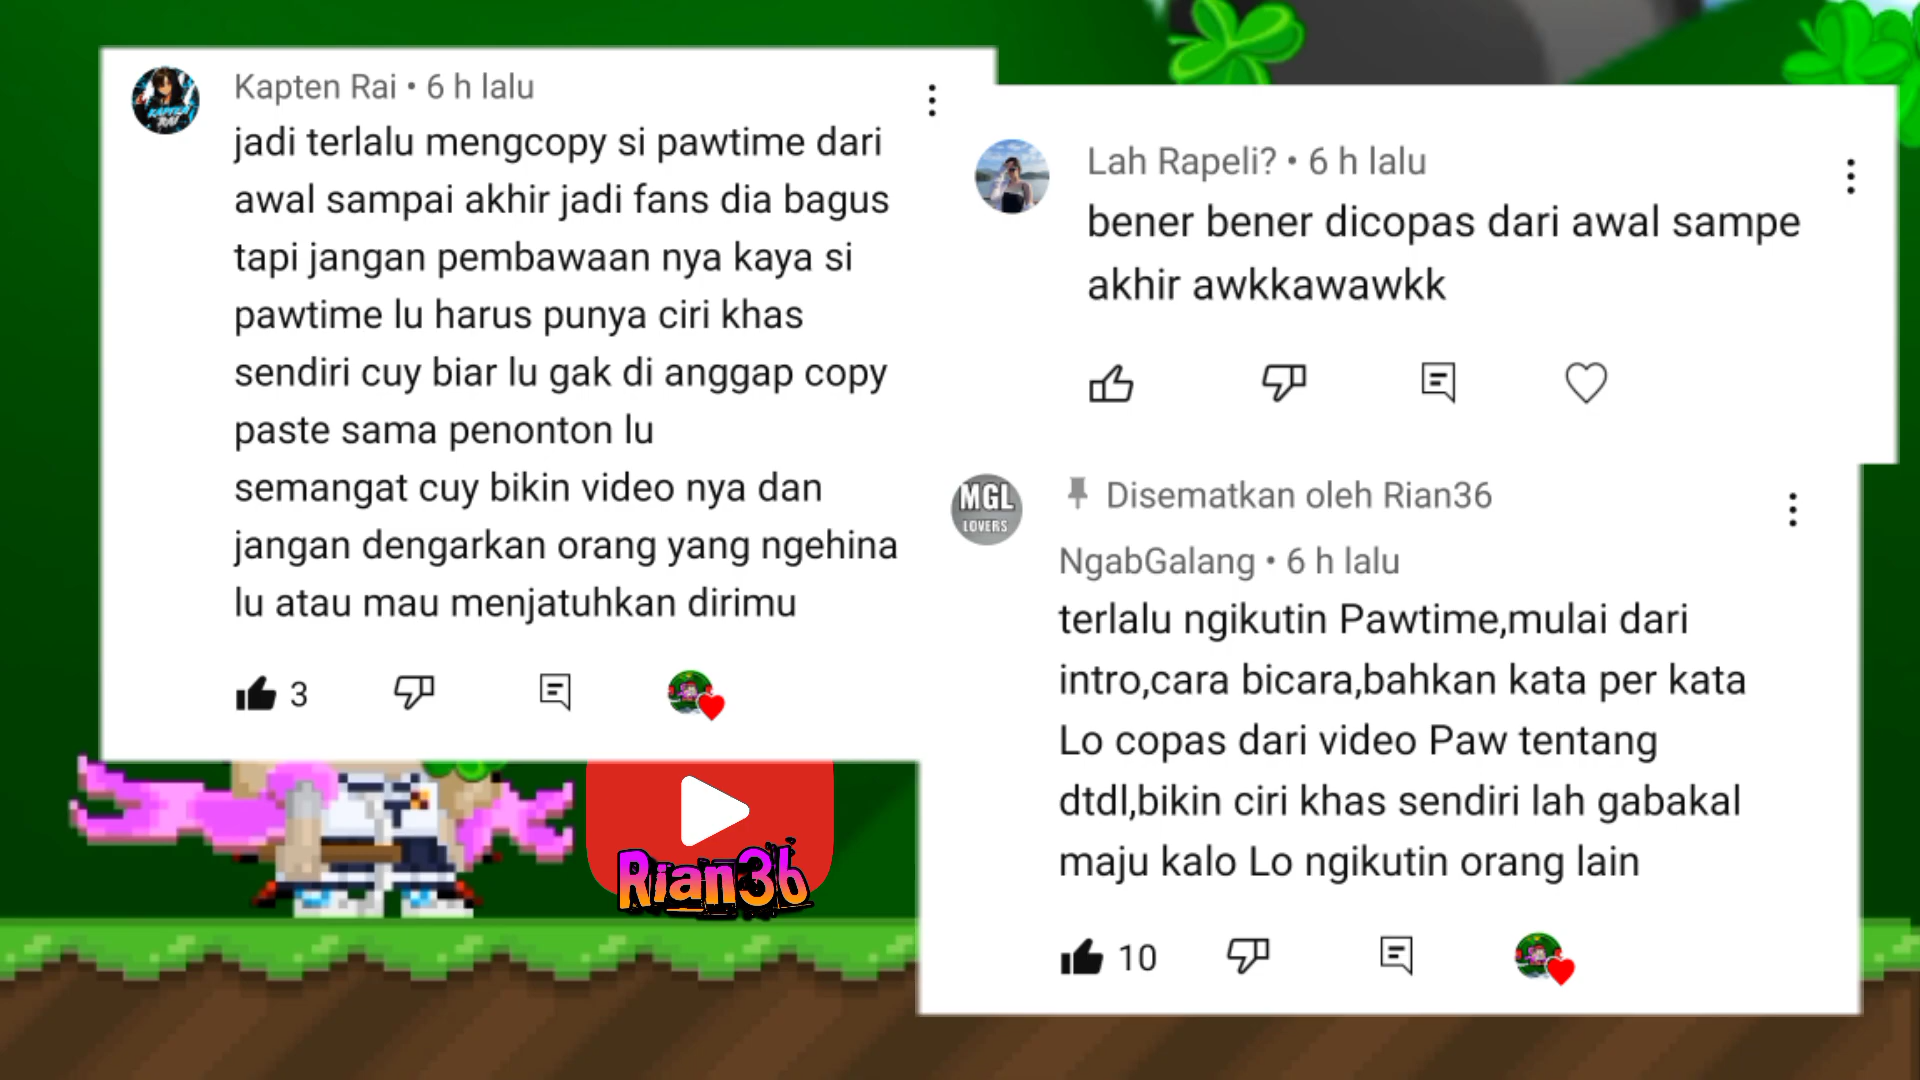 Kapten Rai • 6 h lalu
jadi terlalu mengcopy si pawtime dari
awal sampai akhir jadi fans dia bagus
tapi jangan pembawaan nya kaya si
pawtime lu harus punya ciri khas
sendiri cuy biar lu gak di anggap copy
paste sama penonton lu
semangat cuy bikin video nya dan
jangan dengarkan orang yang ngehina
lu atau mau menjatuhkan dirimu
3
Lah Rapeli? • 6 h lalu
bener bener dicopas dari awal sampe
akhir awkkawawkk
MGL
LOVERS
Disematkan oleh Rian36
NgabGalang • 6 h lalu
terlalu ngikutin Pawtime,mulai dari
intro,cara bicara,bahkan kata per kata
Lo copas dari video Paw tentang
dtdl,bikin ciri khas sendiri lah gabakal
maju kalo Lo ngikutin orang lain
10
Rian36